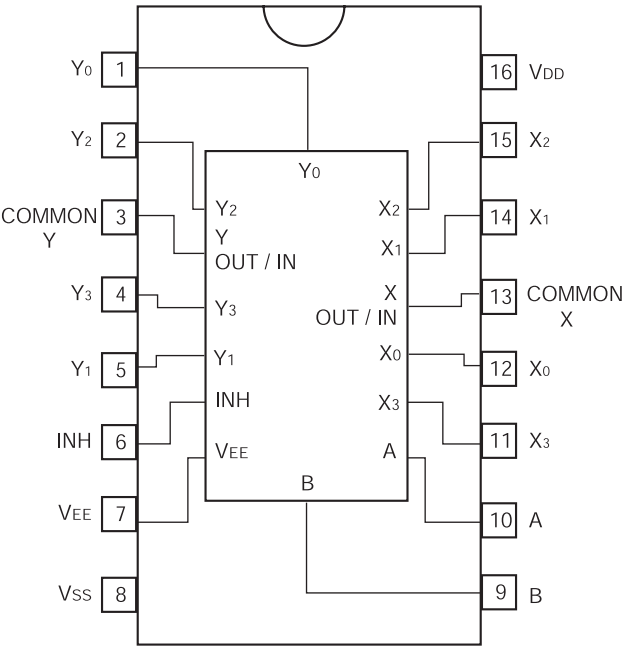 Y0 1
Y2 2
COMMON 3
Y
Y3 4
Y1 5
INH 6
VEE 7
VSS 8
Y0
Y2
Y
OUT / IN
Y3
Y1
INH
VEE
B
X2
X1
X
OUT / IN
X0
X3
A
16 VDD
15 X2
14 X1
13 COMMON
X
12 X0
11 X3
10 A
9 B